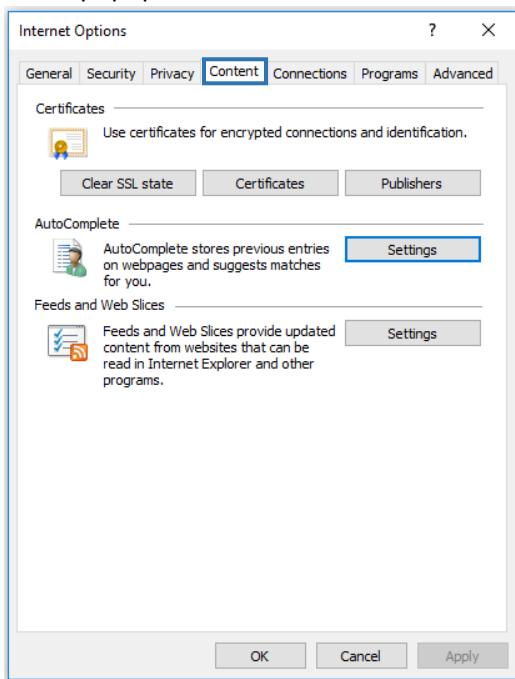 Internet Options ?
General Security Privacy Content Connections Programs Advanced
Certificates
Use certificates for encrypted connections and identification.
Clear SSL state Certificates Publishers
AutoComplete
AutoComplete stores previous entries
on webpages and suggests matches
for you.
Settings
Feeds and Web Slices
Feeds and Web Slices provide updated
content from websites that can be
read in Internet Explorer and other
programs.
Settings
OK Cancel Apply